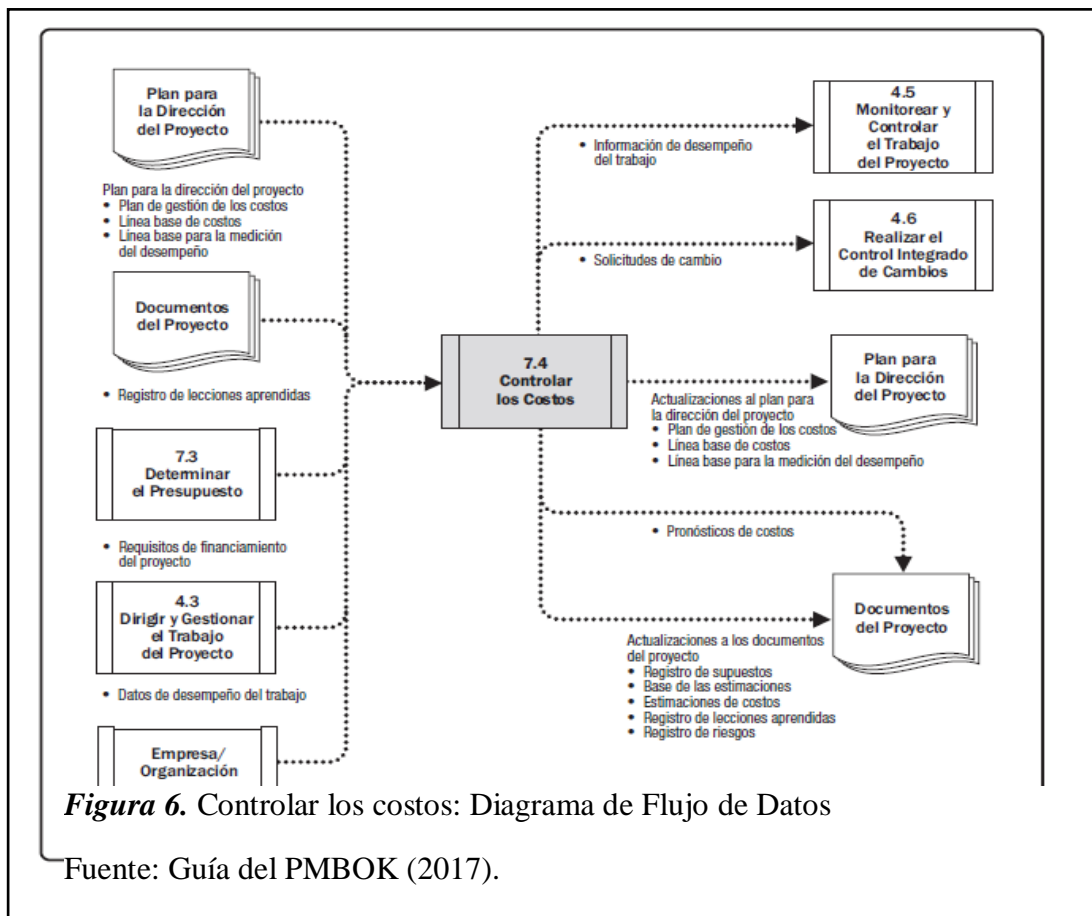 Plan para
la Dirección
del Proyecto
Plan para la dirección del proyecto
• Plan de gestión de los costos
• Línea base de costos
• Línea base para la medición
del desempeño
Documentos
del Proyecto
• Registro de lecciones aprendidas
7.3
Determinar
el Presupuesto
• Requisitos de financiamiento
del proyecto
4.3
Dirigir y Gestionar
el Trabajo
del Proyecto
• Datos de desempeño del trabajo
Empresa/
Organización
7.4
Controlar
los Costos
• Información de desempeño
del trabajo
4.5
Monitorear y
Controlar
el Trabajo
del Proyecto
• Solicitudes de cambio
4.6
Realizar el
Control Integrado
de Cambios
Plan para
la Dirección
del Proyecto
Actualizaciones al plan para
la dirección del proyecto
• Plan de gestión de los costos
• Línea base de costos
• Línea base para la medición del desempeño
• Pronósticos de costos
Documentos
del Proyecto
Actualizaciones a los documentos
del proyecto
• Registro de supuestos
• Base de las estimaciones
• Estimaciones de costos
• Registro de lecciones aprendidas
• Registro de riesgos
Figura 6. Controlar los costos: Diagrama de Flujo de Datos
Fuente: Guía del PMBOK (2017).